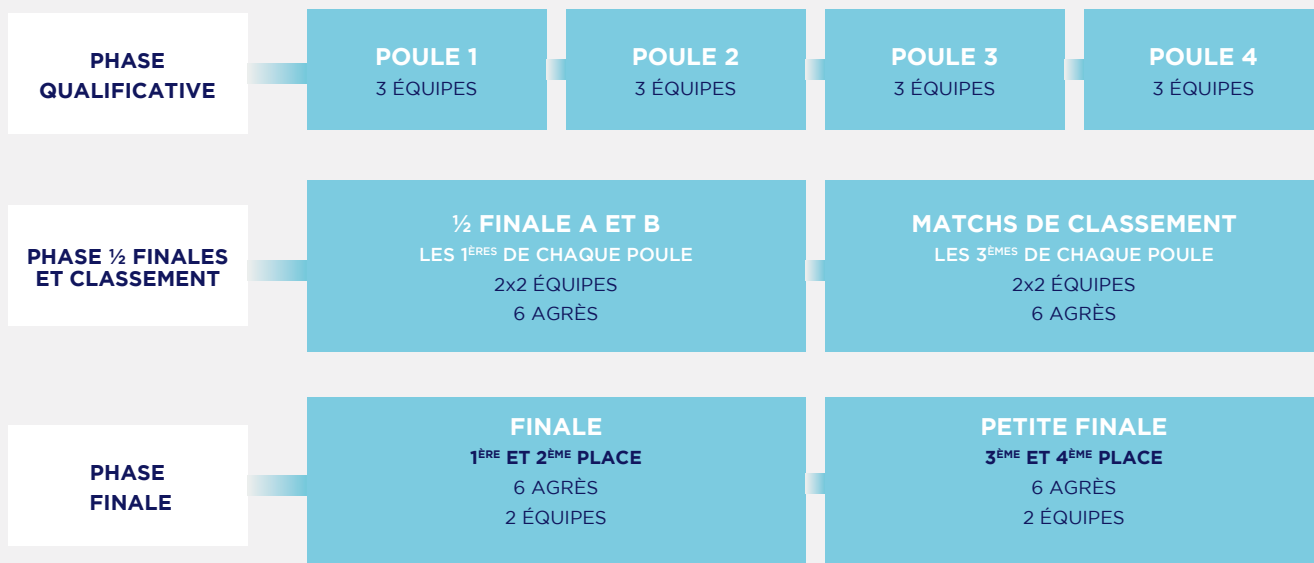 PHASE
QUALIFICATIVE
POULE 1
3 ÉQUIPES
POULE 2
3 ÉQUIPES
POULE 3
3 ÉQUIPES
POULE 4
3 ÉQUIPES
PHASE ½ FINALES
ET CLASSEMENT
½ FINALE A ET B
LES 1ÈRES DE CHAQUE POULE
2x2 ÉQUIPES
6 AGRÈS
MATCHS DE CLASSEMENT
LES 3ÈMES DE CHAQUE POULE
2x2 ÉQUIPES
6 AGRÈS
PHASE
FINALE
FINALE
1ÈRE ET 2ÈME PLACE
6 AGRÈS
2 ÉQUIPES
PETITE FINALE
3ÈME ET 4ÈME PLACE
6 AGRÈS
2 ÉQUIPES